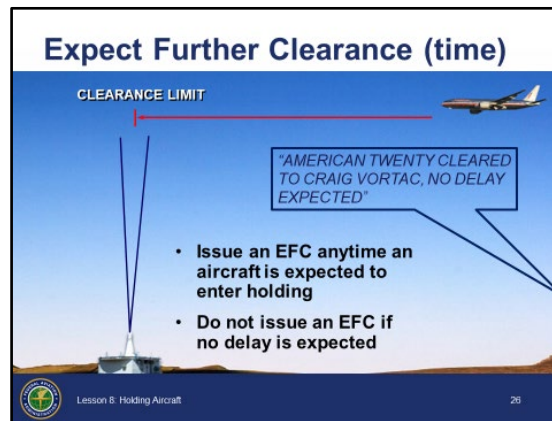 Expect Further Clearance (time)
CLEARANCE LIMIT
"AMERICAN TWENTY CLEARED
TO CRAIG VORTAC, NO DELAY
EXPECTED"
• Issue an EFC anytime an
aircraft is expected to
enter holding
• Do not issue an EFC if
no delay is expected
Lesson 8: Holding Aircraft
26